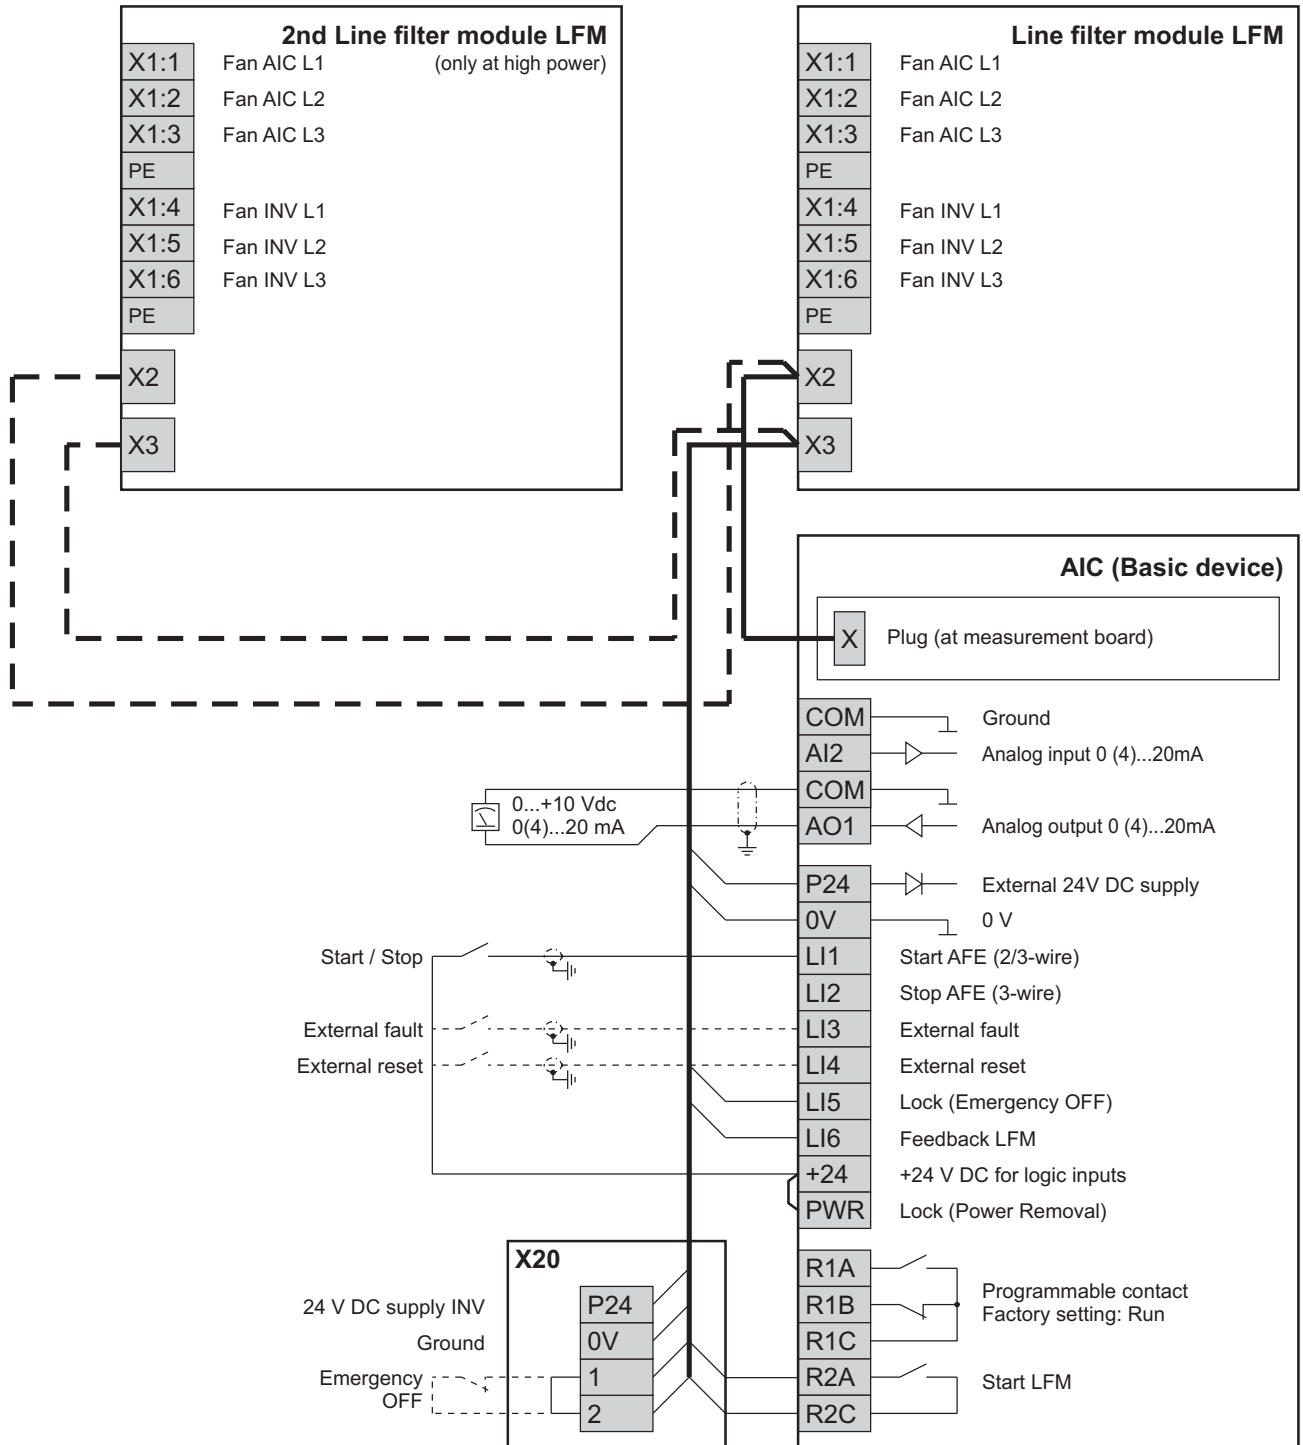 2nd Line filter module LFM
(only at high power)
X1:1 Fan AIC L1
X1:2 Fan AIC L2
X1:3 Fan AIC L3
PE
X1:4 Fan INV L1
X1:5 Fan INV L2
X1:6 Fan INV L3
PE
X2
X3
Line filter module LFM
X1:1 Fan AIC L1
X1:2 Fan AIC L2
X1:3 Fan AIC L3
PE
X1:4 Fan INV L1
X1:5 Fan INV L2
X1:6 Fan INV L3
PE
X2
X3
AIC (Basic device)
X Plug (at measurement board)
COM Ground
AI2 Analog input 0 (4)...20mA
COM
0...+10 Vdc
0(4)...20 mA
AO1 Analog output 0 (4)...20mA
P24 External 24V DC supply
0V 0 V
Start / Stop LI1 Start AFE (2/3-wire)
LI2 Stop AFE (3-wire)
External fault LI3 External fault
External reset LI4 External reset
LI5 Lock (Emergency OFF)
LI6 Feedback LFM
+24 +24 V DC for logic inputs
PWR Lock (Power Removal)
X20
24 V DC supply INV P24
Ground 0V
Emergency
OFF
1
2
R1A
R1B
R1C
Programmable contact
Factory setting: Run
R2A
R2C
Start LFM